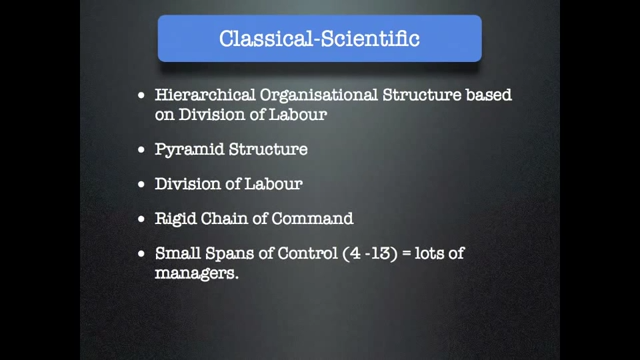 Classical-Scientific
• Hierarchical Organisational Structure based
on Division of Labour
• Pyramid Structure
• Division of Labour
• Rigid Chain of Command
• Small Spans of Control (4 -13) = lots of
managers.